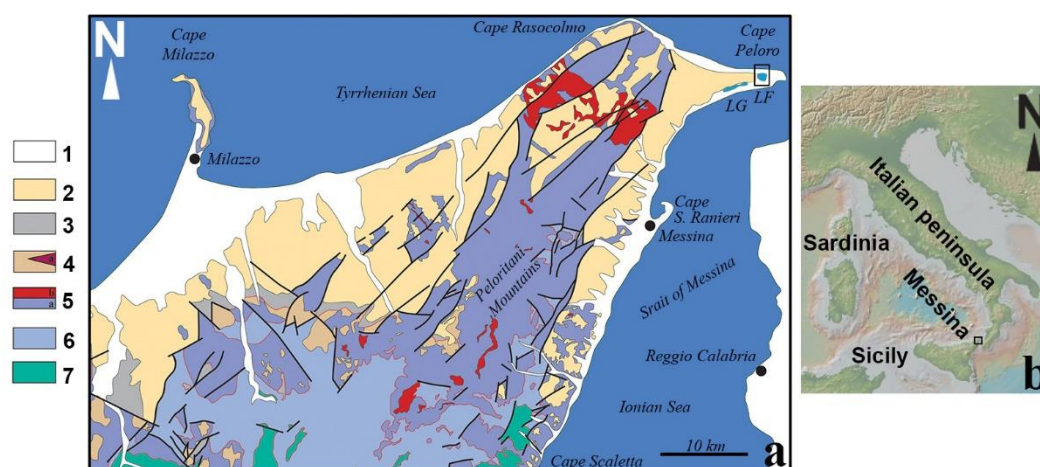 N
Cape
Milazzo
Tyrrhenian Sea
Cape Rasocolmo
Cape
Peloro
LG
LF
Milazzo
Cape
S. Ranieri
Messina
Peloritani
Mountains
Srait of Messina
Reggio Calabria
Ionian Sea
Cape Scaletta
10 km
a
1
2
3
a
4
b
a
5
6
7
N
Italian peninsula
Sardinia
Messina
Sicily
b